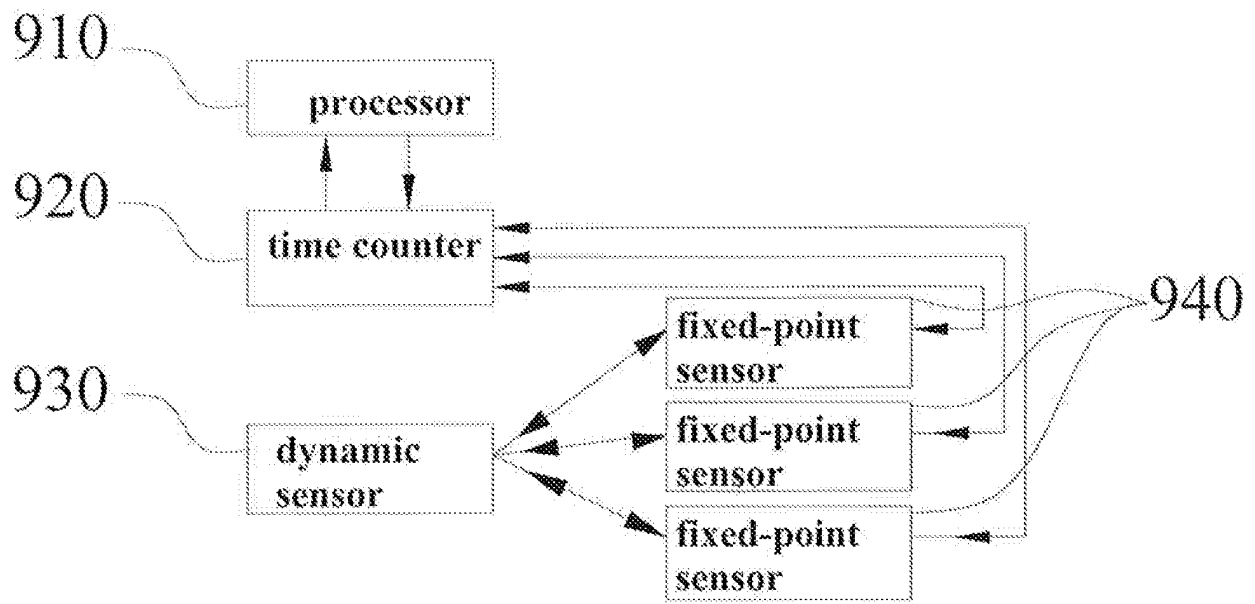 910
processor
920
time counter
940
fixed-point
sensor
930
dynamic
sensor
fixed-point
sensor
fixed-point
sensor